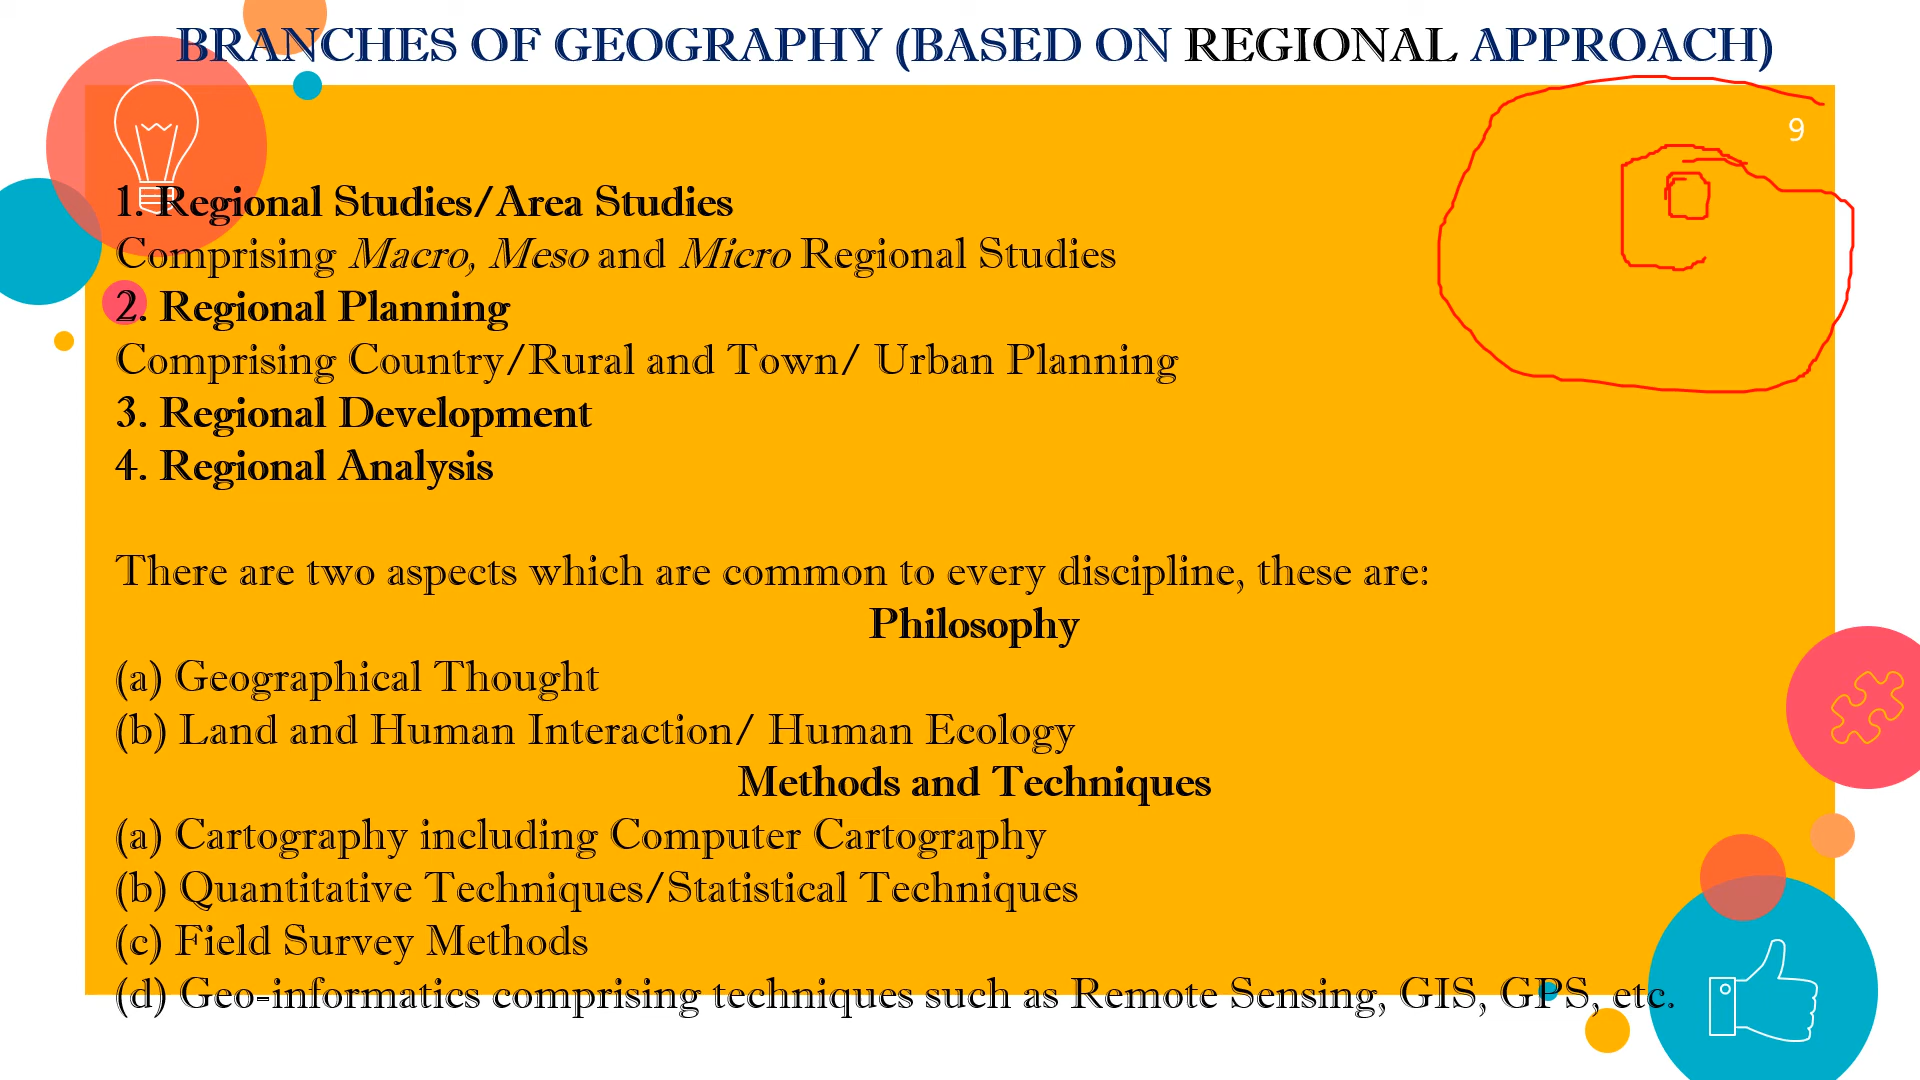 BRANCHES OF GEOGRAPHY (BASED ON REGIONAL APPROACH)
9
1. Regional Studies/Area Studies
Comprising Macro, Meso and Micro Regional Studies
2. Regional Planning
Comprising Country/Rural and Town/ Urban Planning
3. Regional Development
4. Regional Analysis
There are two aspects which are common to every discipline, these are:
Philosophy
(a) Geographical Thought
(b) Land and Human Interaction/ Human Ecology
Methods and Techniques
(a) Cartography including Computer Cartography
(b) Quantitative Techniques/Statistical Techniques
(c) Field Survey Methods
(d) Geo-informatics comprising techniques such as Remote Sensing, GIS, GPS, etc.